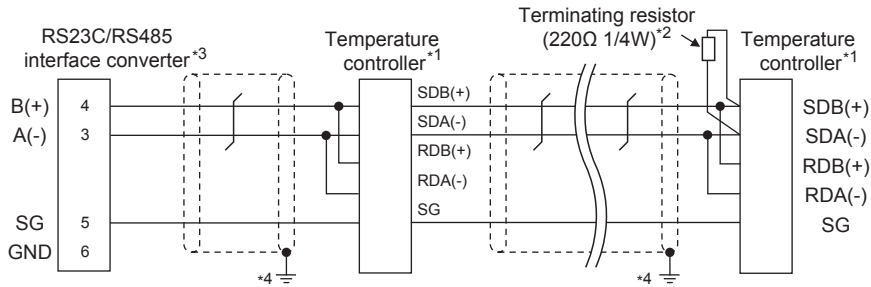 Terminating resistor
(220Ω 1/4W)*2
RS23C/RS485
interface converter*3
Temperature
controller*1
Temperature
controller*1
B(+) 4
A(-) 3
SG 5
GND 6
SDB(+)
SDA(-)
RDB(+)
RDA(-)
SG
SDB(+)
SDA(-)
RDB(+)
RDA(-)
SG
*4
*4